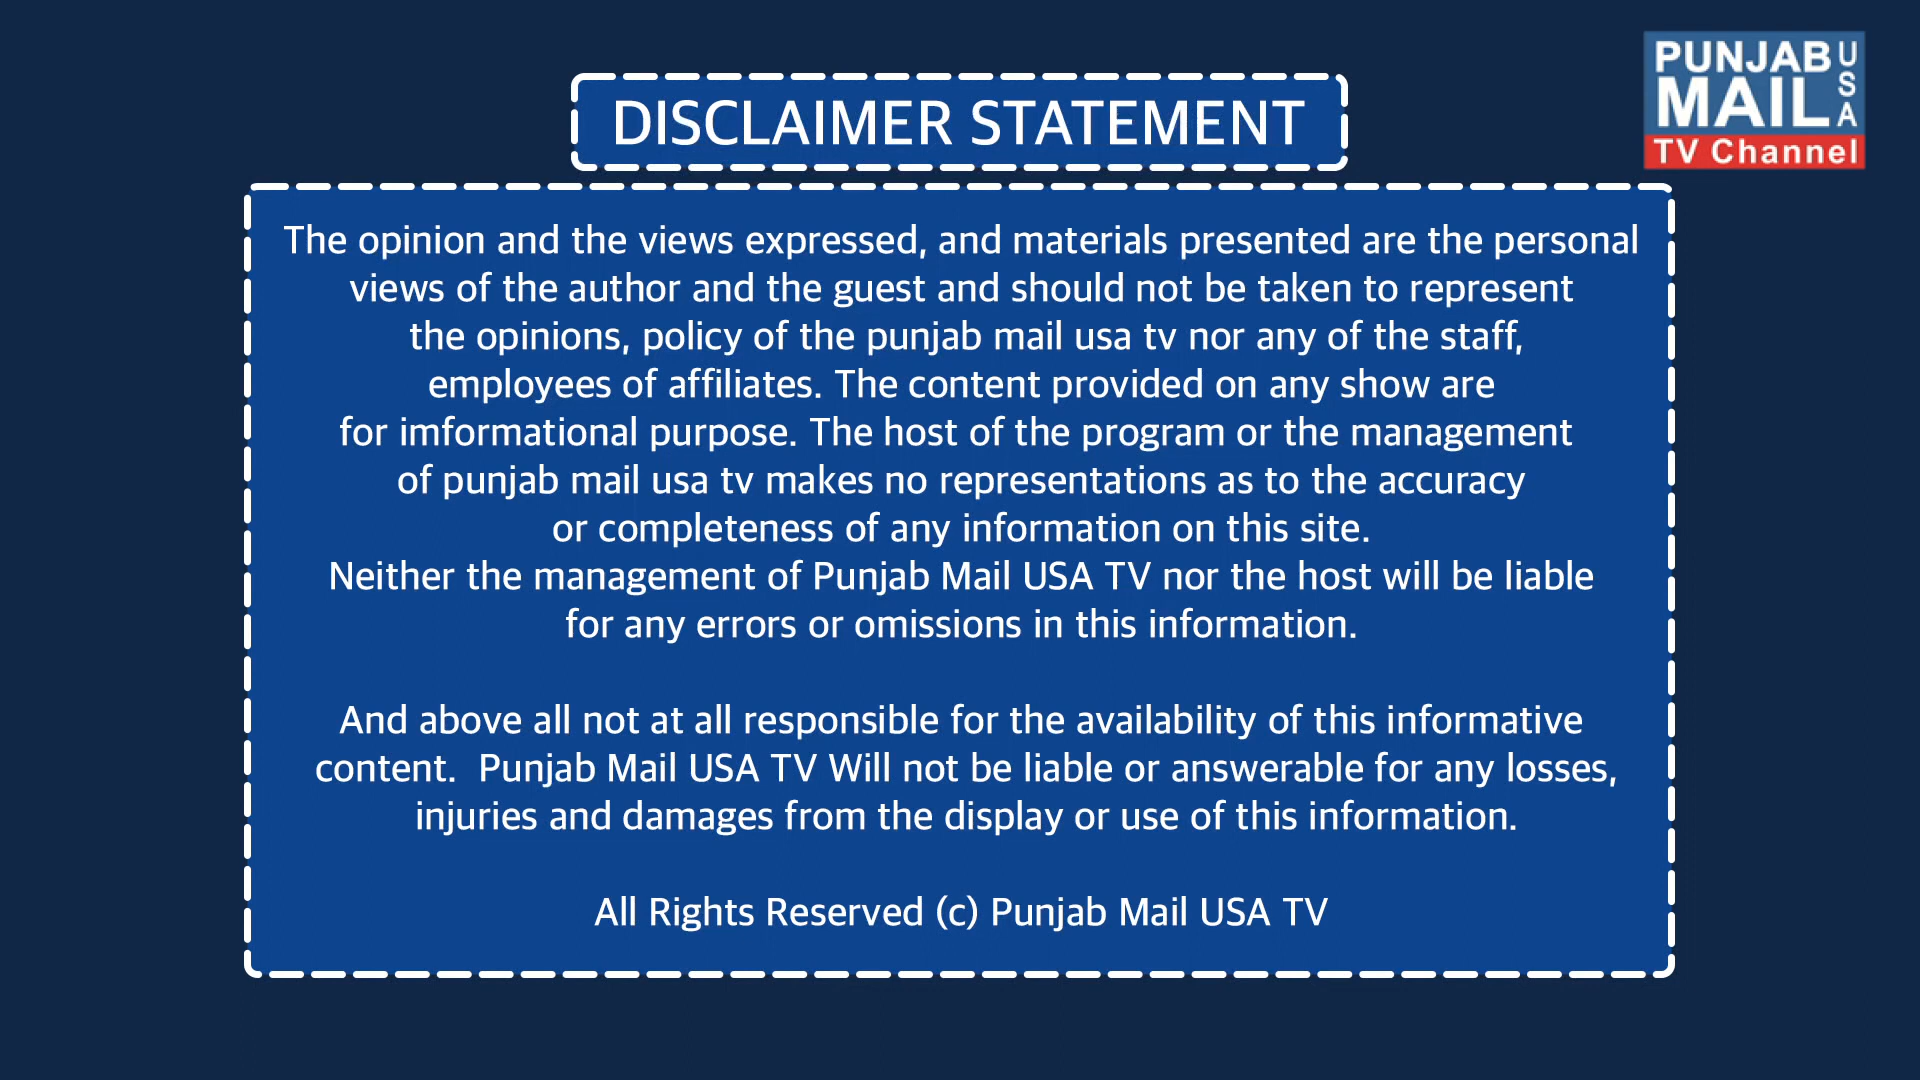 PUNJAB USA
MAIL
TV Channel
DISCLAIMER STATEMENT
The opinion and the views expressed, and materials presented are the personal
views of the author and the guest and should not be taken to represent
the opinions, policy of the punjab mail usa tv nor any of the staff,
employees of affiliates. The content provided on any show are
for imformational purpose. The host of the program or the management
of punjab mail usa tv makes no representations as to the accuracy
or completeness of any information on this site.
Neither the management of Punjab Mail USA TV nor the host will be liable
for any errors or omissions in this information.
And above all not at all responsible for the availability of this informative
content.  Punjab Mail USA TV Will not be liable or answerable for any losses,
injuries and damages from the display or use of this information.
All Rights Reserved (c) Punjab Mail USA TV